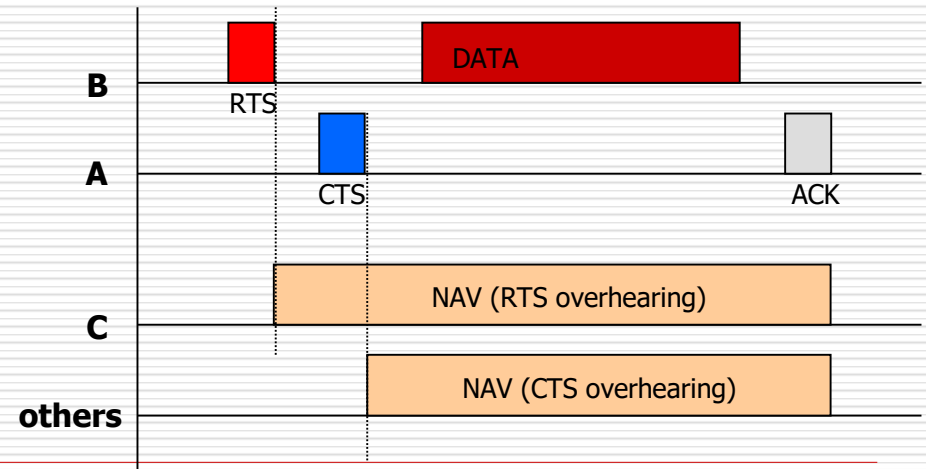 DATA
B
RTS
A
CTS
ACK
NAV (RTS overhearing)
C
NAV (CTS overhearing)
others